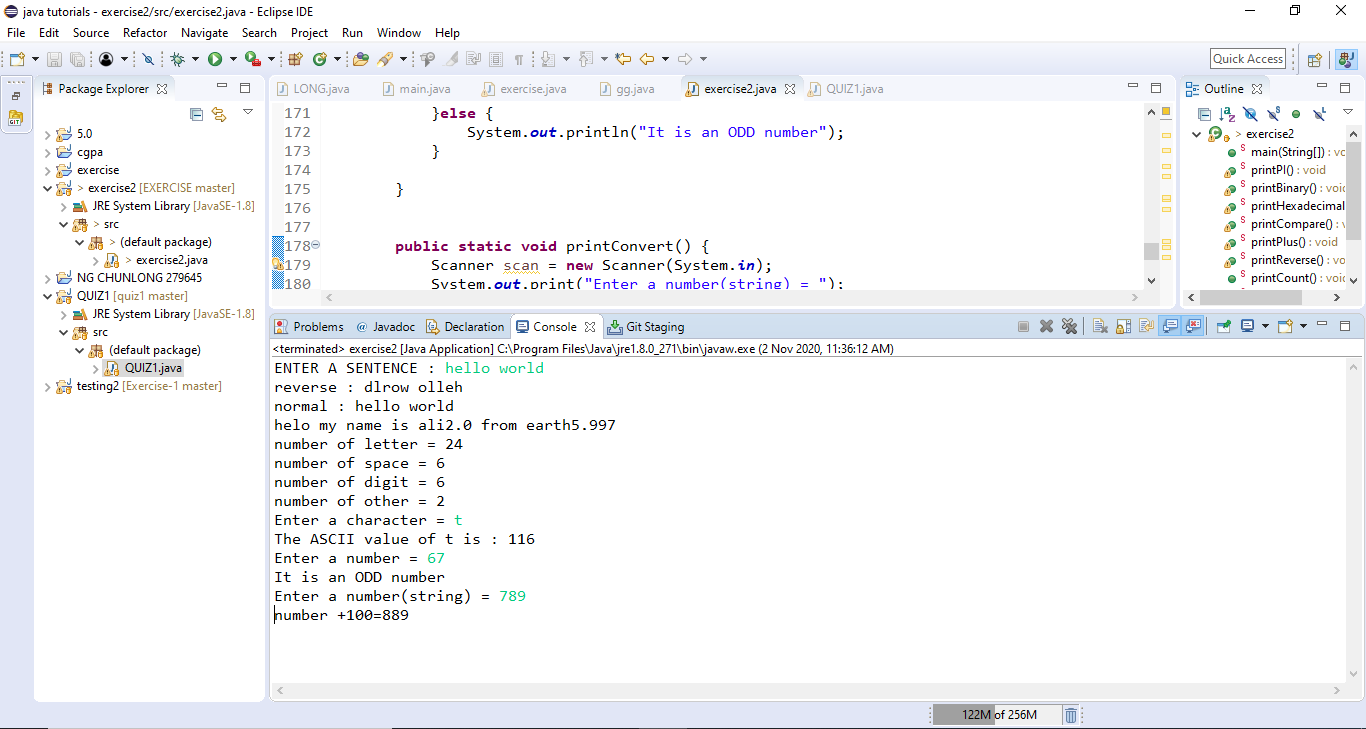 java tutorials - exercise2/src/exercise2.java - Eclipse IDE
File Edit Source Refactor Navigate Search Project Run Window Help
Quick Access
Package Explorer
5.0
cgpa
exercise
> exercise2 [EXERCISE master]
JRE System Library [JavaSE-1.8]
> src
> (default package)
> exercise2.java
NG CHUNLONG 279645
QUIZ1 [quiz1 master]
JRE System Library [JavaSE-1.8]
src
(default package)
QUIZ1.java
testing2 [Exercise-1 master]
LONG.java main.java exercise.java gg.java exercise2.java QUIZ1.java
171 }else {
172 System.out.println("It is an ODD number");
173 }
174
175 }
176
177
178 public static void printConvert() {
179 Scanner scan = new Scanner(System.in);
180 System.out.print("Enter a number(string) = ");
Outline
> exercise2
main(String[]) : vo
printPI() : void
printBinary() : void
printHexadecimal
printCompare() : v
printPlus() : void
printReverse() : vo
printCount() : vo
Problems @ Javadoc Declaration Console Git Staging
<terminated> exercise2 [Java Application] C:\Program Files\Java\jre1.8.0_271\bin\javaw.exe (2 Nov 2020, 11:36:12 AM)
ENTER A SENTENCE : hello world
reverse : dlrow olleh
normal : hello world
helo my name is ali2.0 from earth5.997
number of letter = 24
number of space = 6
number of digit = 6
number of other = 2
Enter a character = t
The ASCII value of t is : 116
Enter a number = 67
It is an ODD number
Enter a number(string) = 789
number +100=889
122M of 256M